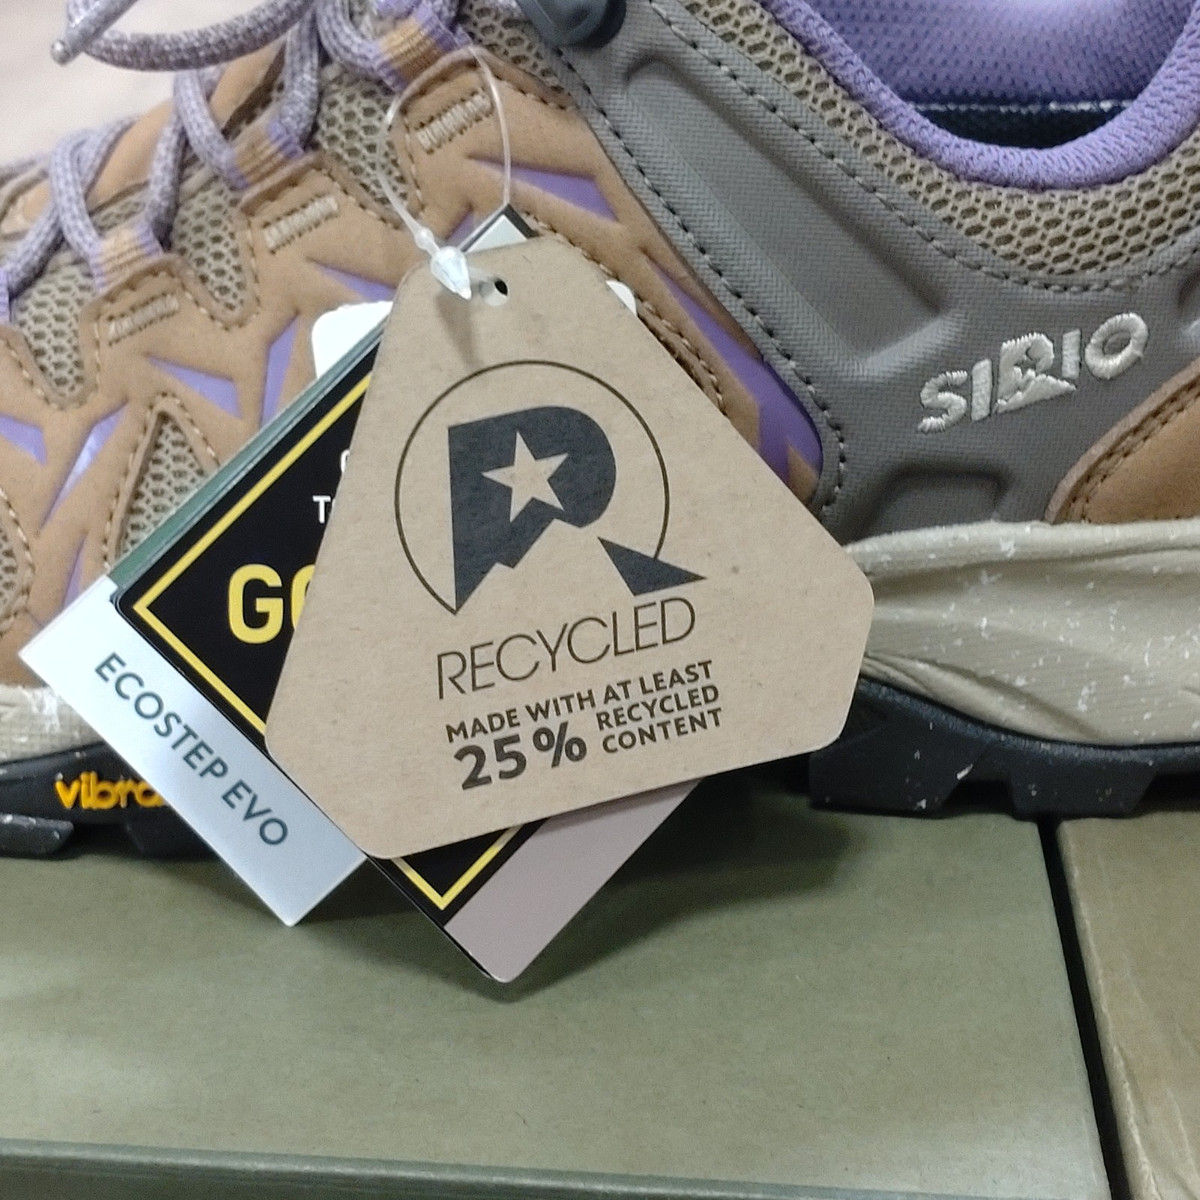 SIRIO
RECYCLED
MADE WITH AT LEAST
25% RECYCLED
CONTENT
ECOSTEP EVO